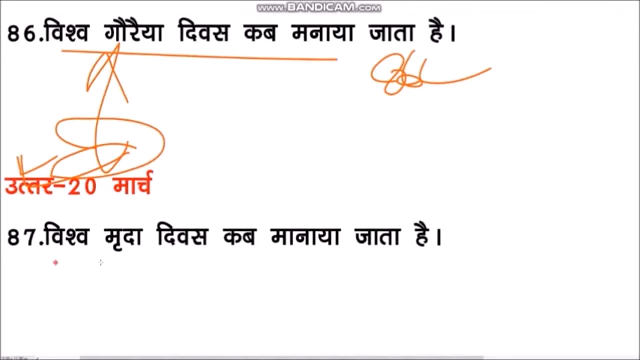 WWW.BANDICAM.COM
86.विश्व गौरैया दिवस कब मनाया जाता है।
उत्तर-20 मार्च
87.विश्व मृदा दिवस कब मानाया जाता है।